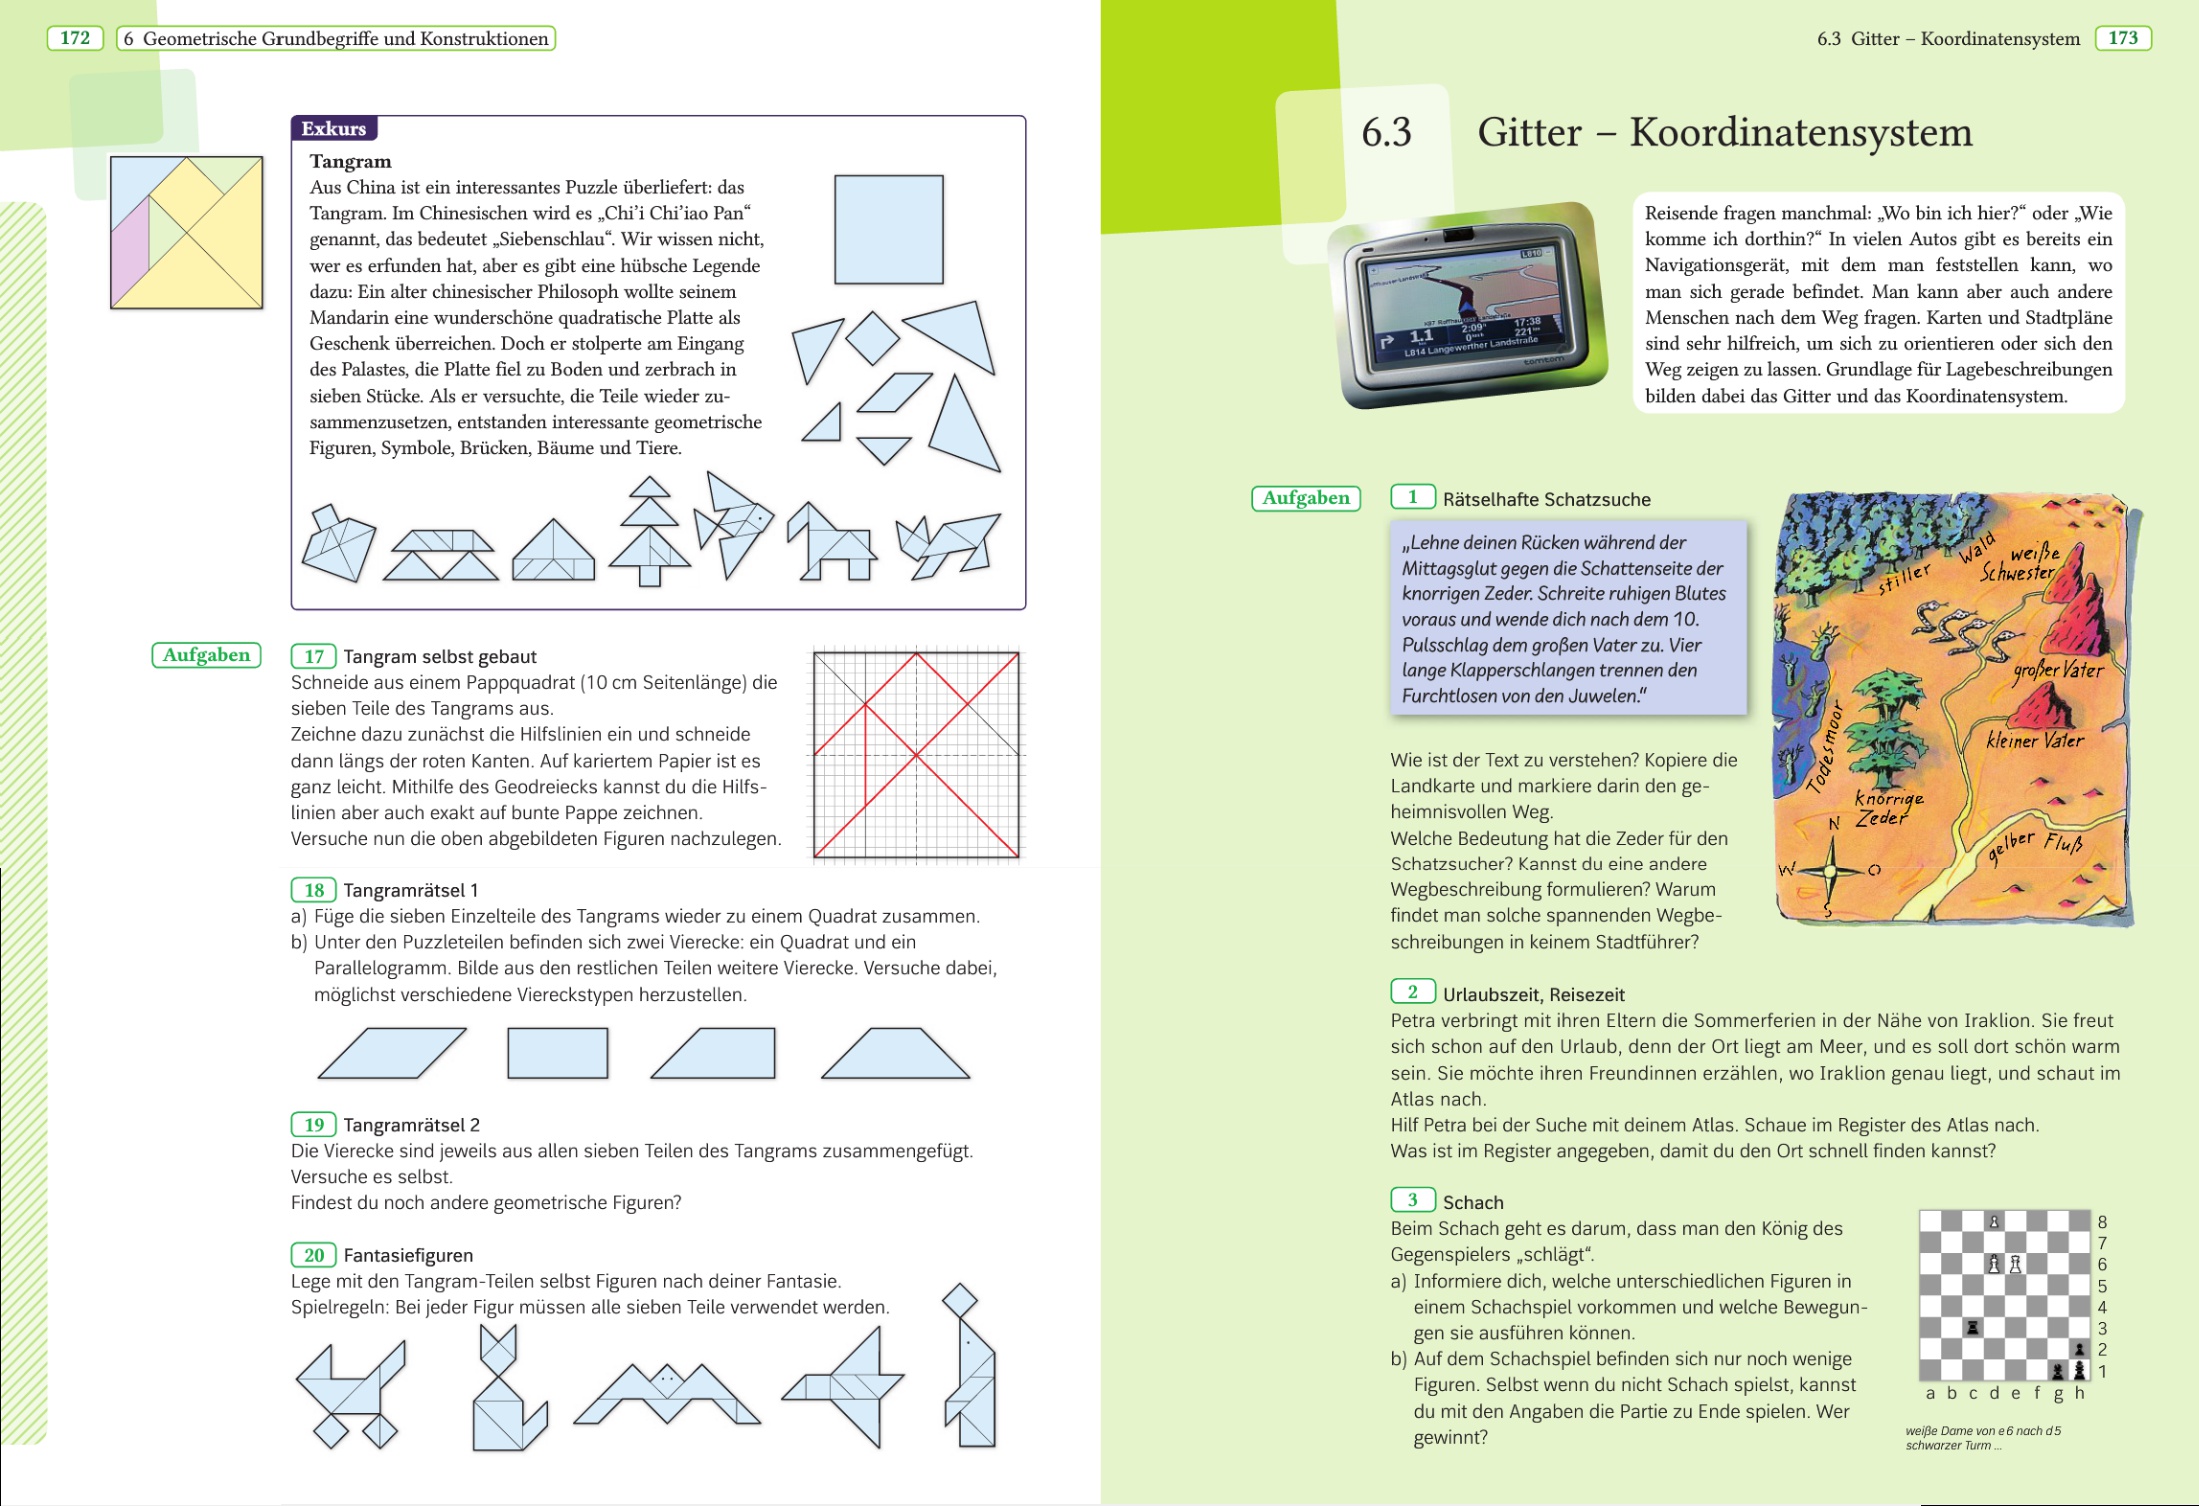 172
6 Geometrische Grundbegriffe und Konstruktionen
Exkurs
Tangram
Aus China ist ein interessantes Puzzle überliefert: das
Tangram. Im Chinesischen wird es „Chi’i Chi’iao Pan“
genannt, das bedeutet „Siebenschlau“. Wir wissen nicht,
wer es erfunden hat, aber es gibt eine hübsche Legende
dazu: Ein alter chinesischer Philosoph wollte seinem
Mandarin eine wunderschöne quadratische Platte als
Geschenk überreichen. Doch er stolperte am Eingang
des Palastes, die Platte fiel zu Boden und zerbrach in
sieben Stücke. Als er versuchte, die Teile wieder zu-
sammenzusetzen, entstanden interessante geometrische
Figuren, Symbole, Brücken, Bäume und Tiere.
Aufgaben
17 Tangram selbst gebaut
Schneide aus einem Pappquadrat (10 cm Seitenlänge) die
sieben Teile des Tangrams aus.
Zeichne dazu zunächst die Hilfslinien ein und schneide
dann längs der roten Kanten. Auf kariertem Papier ist es
ganz leicht. Mithilfe des Geodreiecks kannst du die Hilfs-
linien aber auch exakt auf bunte Pappe zeichnen.
Versuche nun die oben abgebildeten Figuren nachzulegen.
18 Tangramrätsel 1
a) Füge die sieben Einzelteile des Tangrams wieder zu einem Quadrat zusammen.
b) Unter den Puzzleteilen befinden sich zwei Vierecke: ein Quadrat und ein
Parallelogramm. Bilde aus den restlichen Teilen weitere Vierecke. Versuche dabei,
möglichst verschiedene Viereckstypen herzustellen.
19 Tangramrätsel 2
Die Vierecke sind jeweils aus allen sieben Teilen des Tangrams zusammengefügt.
Versuche es selbst.
Findest du noch andere geometrische Figuren?
20 Fantasiefiguren
Lege mit den Tangram-Teilen selbst Figuren nach deiner Fantasie.
Spielregeln: Bei jeder Figur müssen alle sieben Teile verwendet werden.
6.3 Gitter – Koordinatensystem
173
6.3 Gitter – Koordinatensystem
L814
17:38
2:09
221
1.1
L814 Langewerther Landstraße
tomtom
Reisende fragen manchmal: „Wo bin ich hier?“ oder „Wie
komme ich dorthin?“ In vielen Autos gibt es bereits ein
Navigationsgerät, mit dem man feststellen kann, wo
man sich gerade befindet. Man kann aber auch andere
Menschen nach dem Weg fragen. Karten und Stadtpläne
sind sehr hilfreich, um sich zu orientieren oder sich den
Weg zeigen zu lassen. Grundlage für Lagebeschreibungen
bilden dabei das Gitter und das Koordinatensystem.
Aufgaben
1 Rätselhafte Schatzsuche
„Lehne deinen Rücken während der
Mittagsglut gegen die Schattenseite der
knorrigen Zeder. Schreite ruhigen Blutes
voraus und wende dich nach dem 10.
Pulsschlag dem großen Vater zu. Vier
lange Klapperschlangen trennen den
Furchtlosen von den Juwelen.“
stiller Wald
weiße
Schwester
großer Vater
kleiner Vater
Todesmoor
knorrige
Zeder
gelber Fluß
N
W O
S
Wie ist der Text zu verstehen? Kopiere die
Landkarte und markiere darin den ge-
heimnisvollen Weg.
Welche Bedeutung hat die Zeder für den
Schatzsucher? Kannst du eine andere
Wegbeschreibung formulieren? Warum
findet man solche spannenden Wegbe-
schreibungen in keinem Stadtführer?
2 Urlaubszeit, Reisezeit
Petra verbringt mit ihren Eltern die Sommerferien in der Nähe von Iraklion. Sie freut
sich schon auf den Urlaub, denn der Ort liegt am Meer, und es soll dort schön warm
sein. Sie möchte ihren Freundinnen erzählen, wo Iraklion genau liegt, und schaut im
Atlas nach.
Hilf Petra bei der Suche mit deinem Atlas. Schaue im Register des Atlas nach.
Was ist im Register angegeben, damit du den Ort schnell finden kannst?
3 Schach
Beim Schach geht es darum, dass man den König des
Gegenspielers „schlägt“.
a) Informiere dich, welche unterschiedlichen Figuren in
einem Schachspiel vorkommen und welche Bewegun-
gen sie ausführen können.
b) Auf dem Schachspiel befinden sich nur noch wenige
Figuren. Selbst wenn du nicht Schach spielst, kannst
du mit den Angaben die Partie zu Ende spielen. Wer
gewinnt?
8
7
6
5
4
3
2
1
a b c d e f g h
weiße Dame von e6 nach d5
schwarzer Turm ...